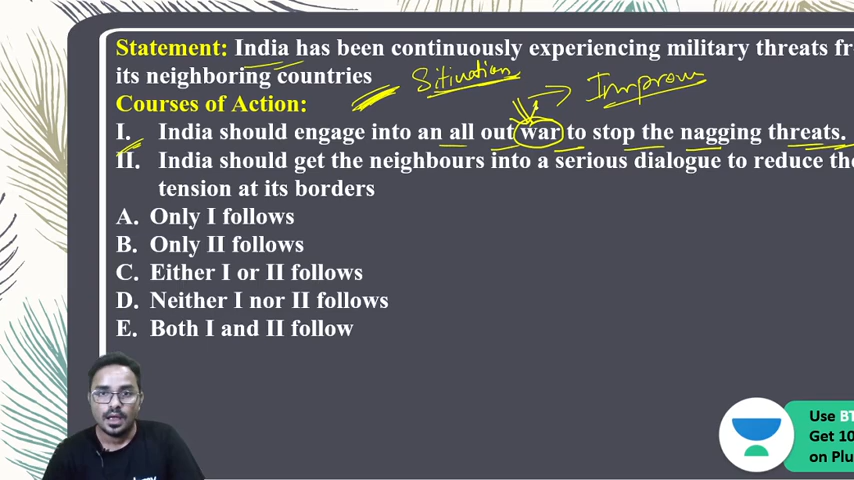 Statement: India has been continuously experiencing military threats fr
its neighboring countries
Situation
Improve
Courses of Action:
I. India should engage into an all out war to stop the nagging threats.
II. India should get the neighbours into a serious dialogue to reduce the
tension at its borders
A. Only I follows
B. Only II follows
C. Either I or II follows
D. Neither I nor II follows
E. Both I and II follow
Use BT
Get 10
on Plu